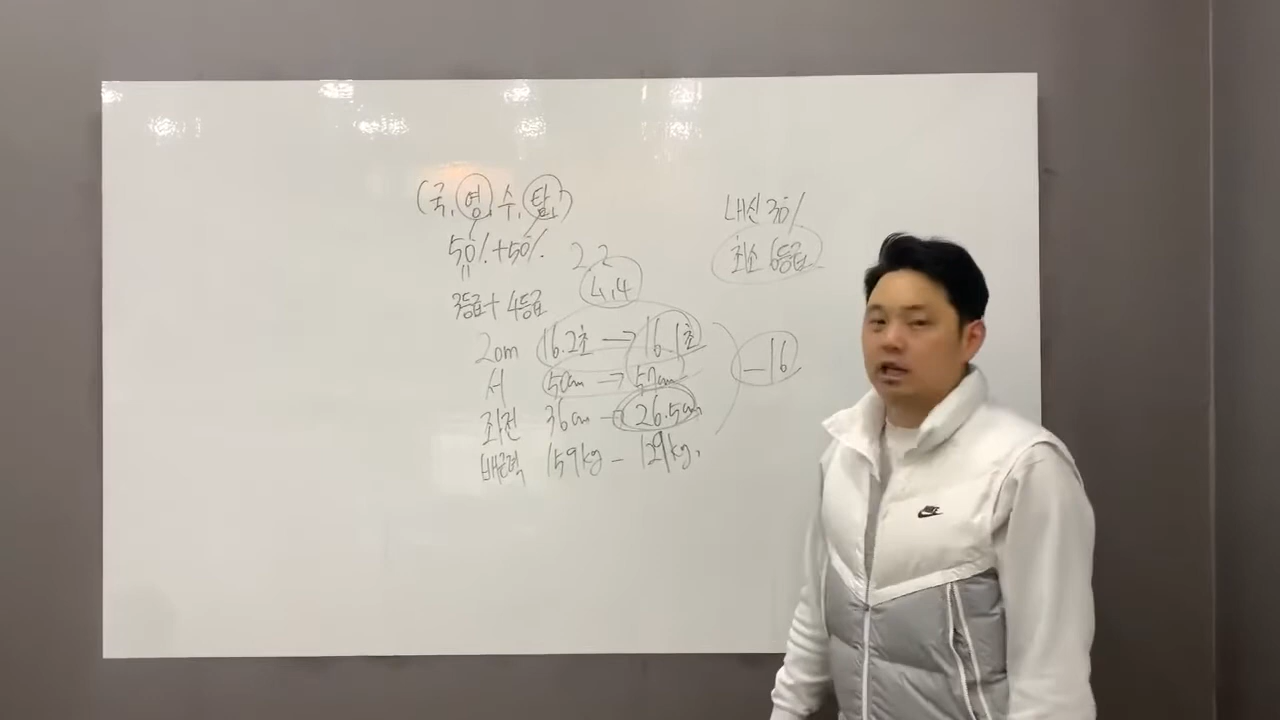 (국, 영, 수, 탐)
50%+50%
=
3등급 + 4등급
2 2
4.4
20m 16.2초 → 16.1초
서 50cm → 57cm
좌전 36cm → 26.5cm
배근력 159kg - 129kg.
-16
내신 30%
최소 6등급
NIKE